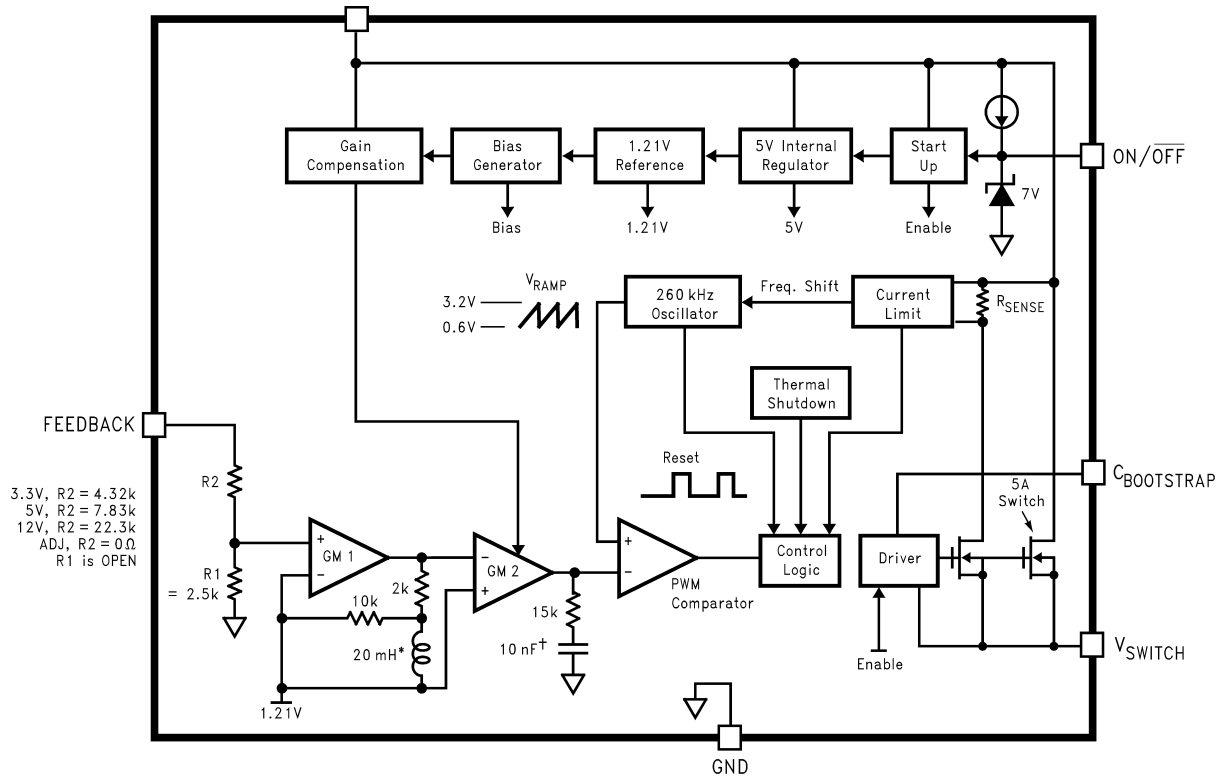 ON/OFF
Gain
Compensation
Bias
Generator
1.21V
Reference
5V Internal
Regulator
Start
Up
7V
Bias
1.21V
5V
Enable
VRAMP
3.2V
0.6V
260 kHz
Oscillator
Freq. Shift
Current
Limit
RSENSE
Thermal
Shutdown
FEEDBACK
Reset
CBOOTSTRAP
5A
Switch
R2
3.3V, R2 = 4.32k
5V, R2 = 7.83k
12V, R2 = 22.3k
ADJ, R2 = 0Ω
R1 is OPEN
R1
= 2.5k
+
GM 1
−
−
GM 2
+
+
−
PWM
Comparator
Control
Logic
Driver
2k
10k
20 mH*
15k
10 nF†
Enable
VSWITCH
1.21V
GND